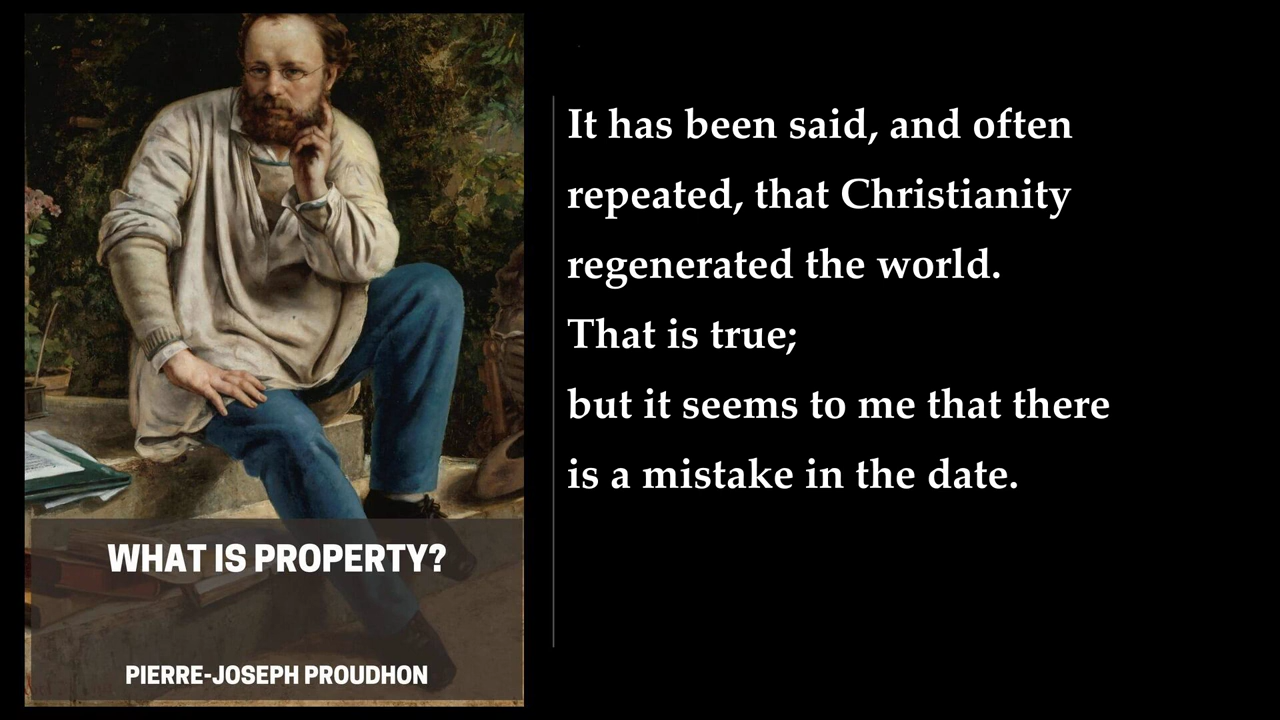 It has been said, and often
repeated, that Christianity
regenerated the world.
That is true;
but it seems to me that there
is a mistake in the date.
WHAT IS PROPERTY?
PIERRE-JOSEPH PROUDHON